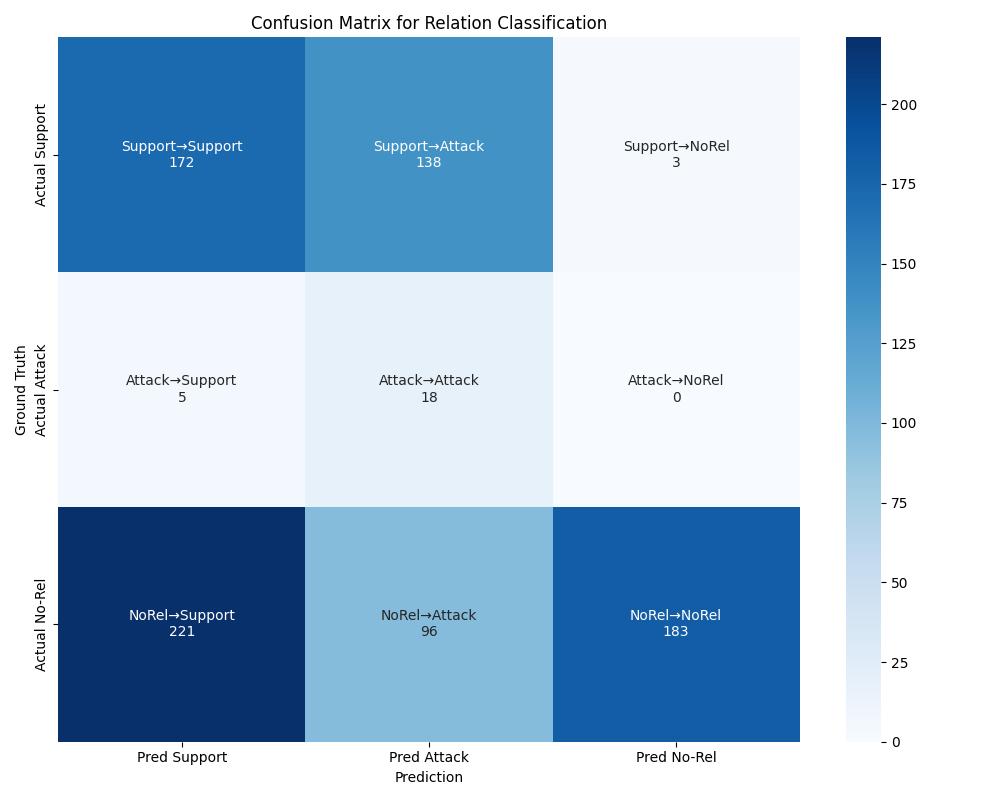 Confusion Matrix for Relation Classification
Ground Truth
Actual Support
Support→Support
172
Support→Attack
138
Support→NoRel
3
Actual Attack
Attack→Support
5
Attack→Attack
18
Attack→NoRel
0
Actual No-Rel
NoRel→Support
221
NoRel→Attack
96
NoRel→NoRel
183
Pred Support
Pred Attack
Pred No-Rel
Prediction
200
175
150
125
100
75
50
25
0